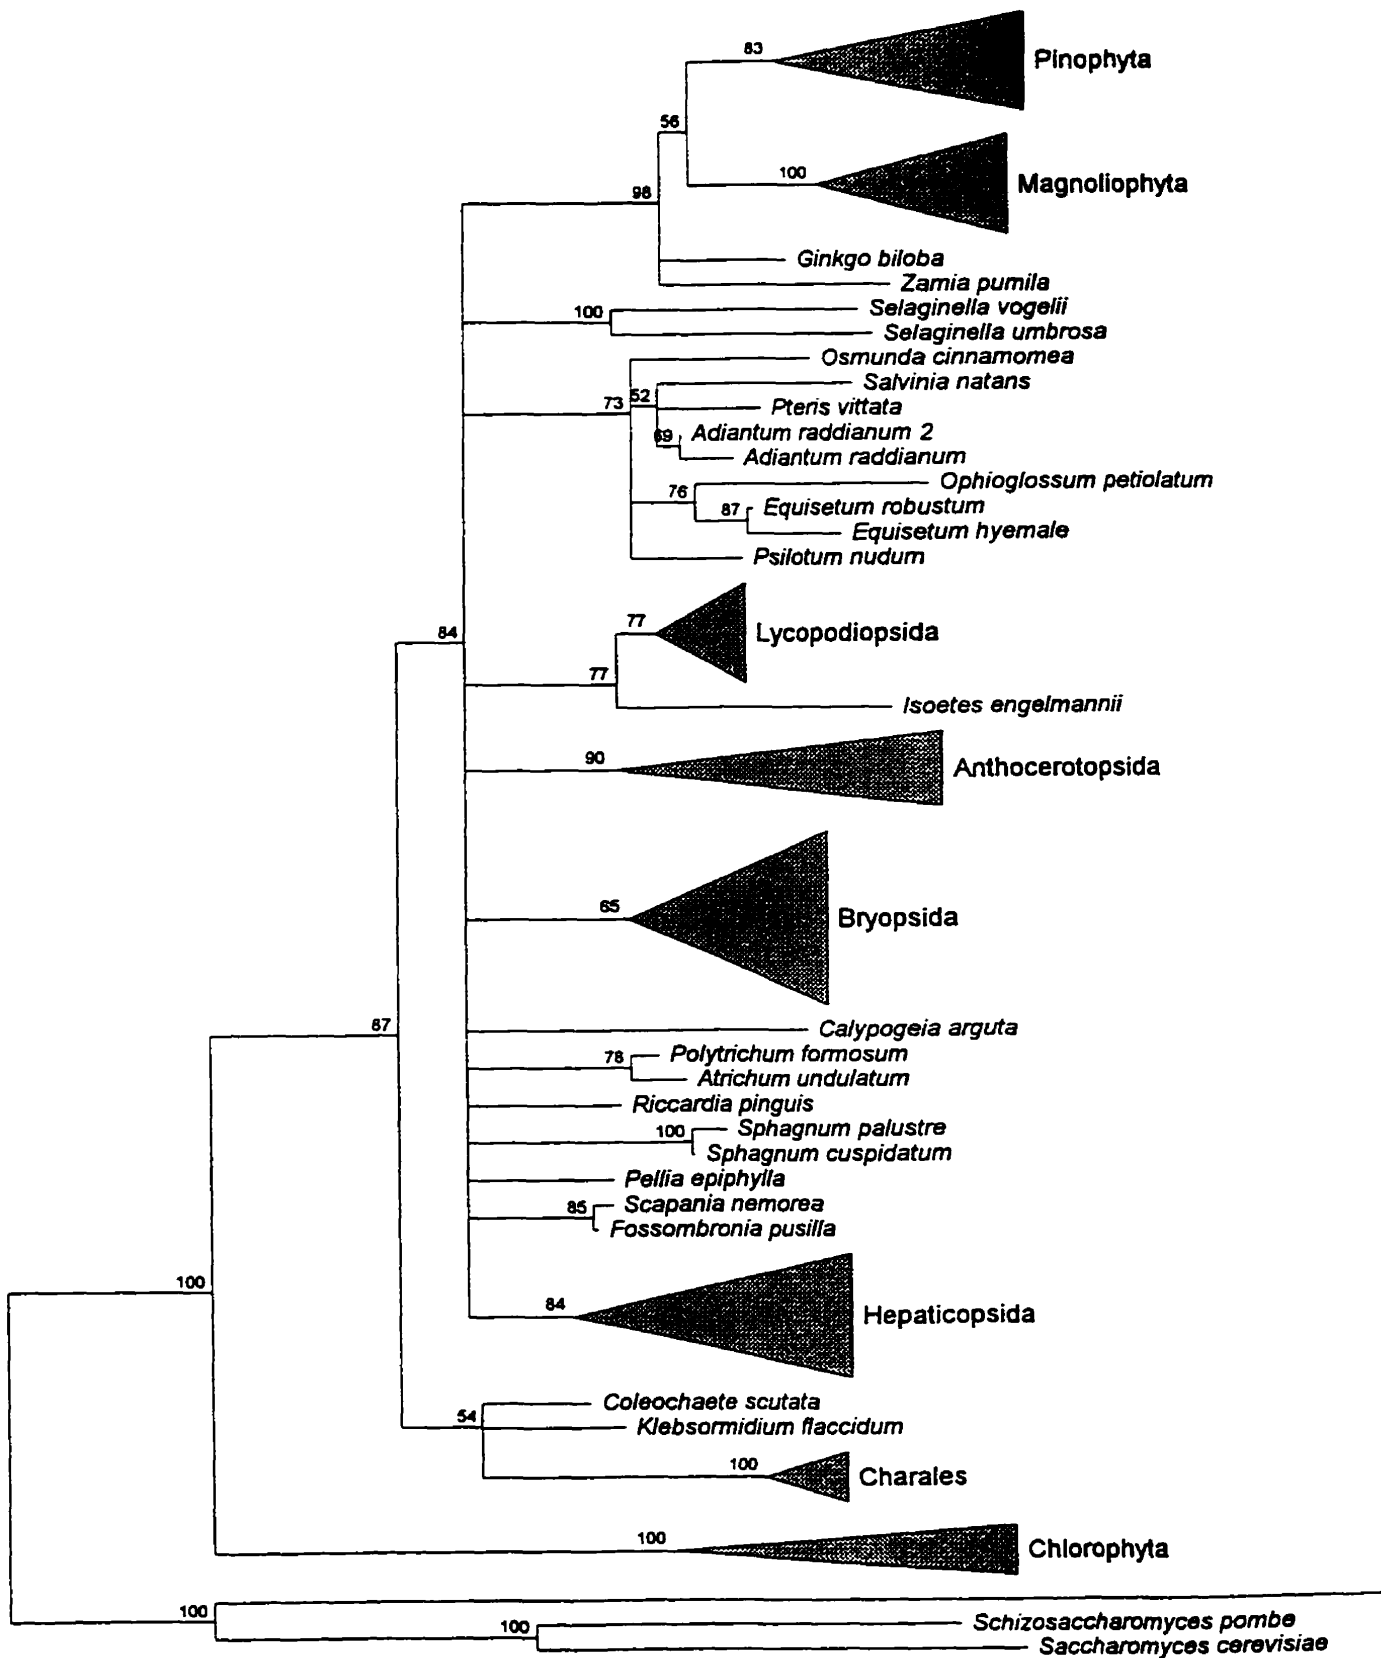 83
Pinophyta
56
100
Magnoliophyta
98
Ginkgo biloba
Zamia pumila
Selaginella vogelii
100
Selaginella umbrosa
Osmunda cinnamomea
Salvinia natans
52
73
Pteris vittata
Adiantum raddianum 2
69
Adiantum raddianum
Ophioglossum petiolatum
76
Equisetum robustum
87
Equisetum hyemale
Psilotum nudum
77
Lycopodiopsida
84
77
Isoetes engelmannii
90
Anthocerotopsida
65
Bryopsida
87
Calypogeia arguta
Polytrichum formosum
78
Atrichum undulatum
Riccardia pinguis
Sphagnum palustre
100
Sphagnum cuspidatum
Pellia epiphylla
Scapania nemorea
85
Fossombronia pusilla
100
84
Hepaticopsida
Coleochaete scutata
54
Klebsormidium flaccidum
100
Charales
100
Chlorophyta
100
Schizosaccharomyces pombe
100
Saccharomyces cerevisiae